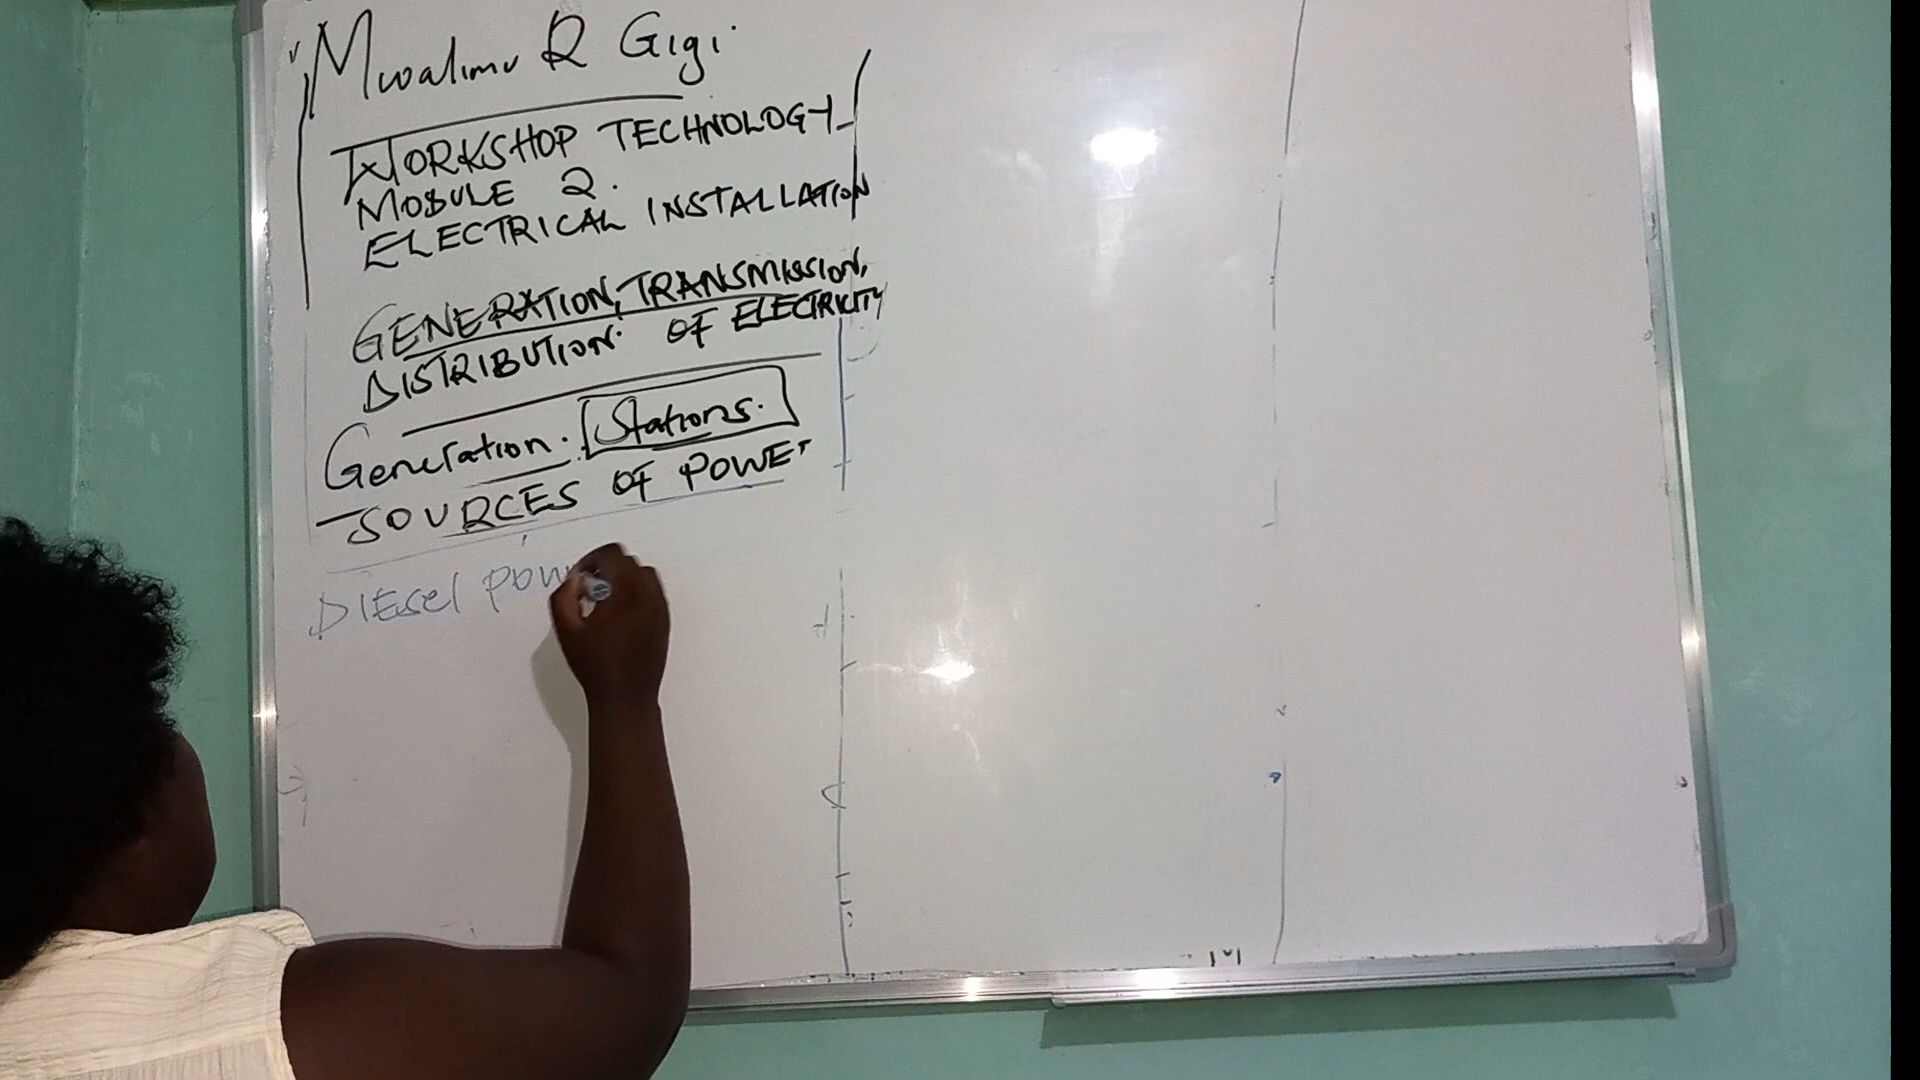 Mwalimu R Gigi.
WORKSHOP TECHNOLOGY
MODULE 2.
ELECTRICAL INSTALLATION
GENERATION, TRANSMISSION,
DISTRIBUTION. OF ELECTRICITY
Generation. Stations.
SOURCES OF POWER
DIEsel pow